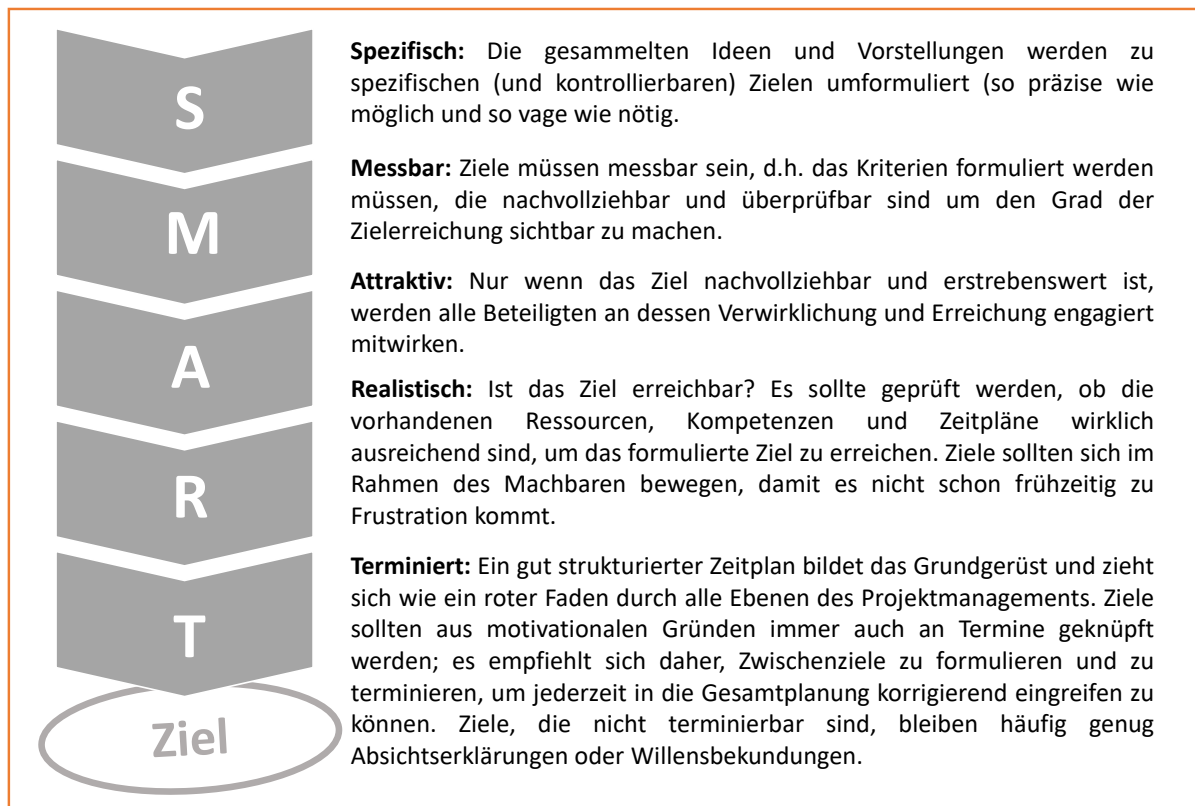 S
Spezifisch: Die gesammelten Ideen und Vorstellungen werden zu
spezifischen (und kontrollierbaren) Zielen umformuliert (so präzise wie
möglich und so vage wie nötig.
M
Messbar: Ziele müssen messbar sein, d.h. das Kriterien formuliert werden
müssen, die nachvollziehbar und überprüfbar sind um den Grad der
Zielerreichung sichtbar zu machen.
A
Attraktiv: Nur wenn das Ziel nachvollziehbar und erstrebenswert ist,
werden alle Beteiligten an dessen Verwirklichung und Erreichung engagiert
mitwirken.
R
Realistisch: Ist das Ziel erreichbar? Es sollte geprüft werden, ob die
vorhandenen Ressourcen, Kompetenzen und Zeitpläne wirklich
ausreichend sind, um das formulierte Ziel zu erreichen. Ziele sollten sich im
Rahmen des Machbaren bewegen, damit es nicht schon frühzeitig zu
Frustration kommt.
T
Terminiert: Ein gut strukturierter Zeitplan bildet das Grundgerüst und zieht
sich wie ein roter Faden durch alle Ebenen des Projektmanagements. Ziele
sollten aus motivationalen Gründen immer auch an Termine geknüpft
werden; es empfiehlt sich daher, Zwischenziele zu formulieren und zu
terminieren, um jederzeit in die Gesamtplanung korrigierend eingreifen zu
können. Ziele, die nicht terminierbar sind, bleiben häufig genug
Absichtserklärungen oder Willensbekundungen.
Ziel